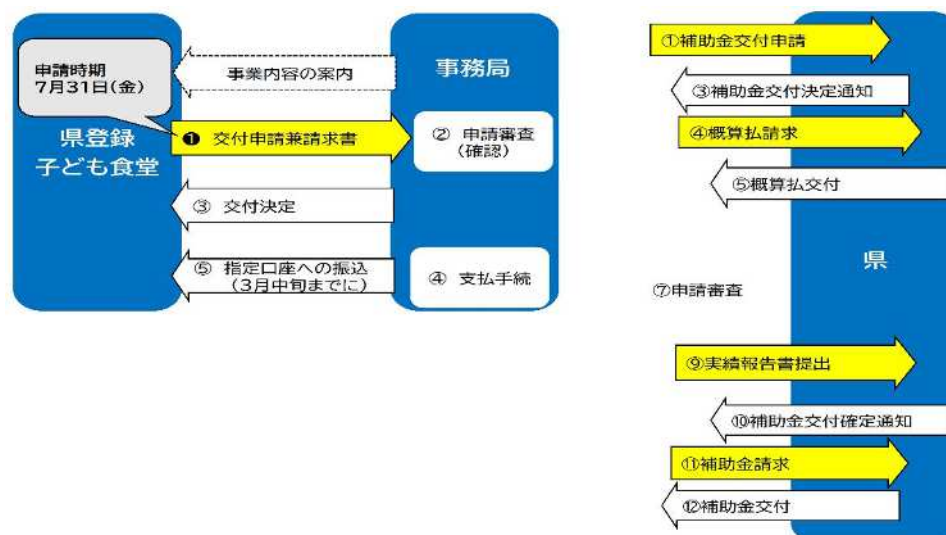 申請時期
7月31日(金)
県登録
子ども食堂
事業内容の案内
事務局
❶ 交付申請兼請求書
② 申請審査
(確認)
③ 交付決定
⑤ 指定口座への振込
(3月中旬までに)
④ 支払手続
①補助金交付申請
③補助金交付決定通知
④概算払請求
⑤概算払交付
県
⑦申請審査
⑨実績報告書提出
⑩補助金交付確定通知
⑪補助金請求
⑫補助金交付